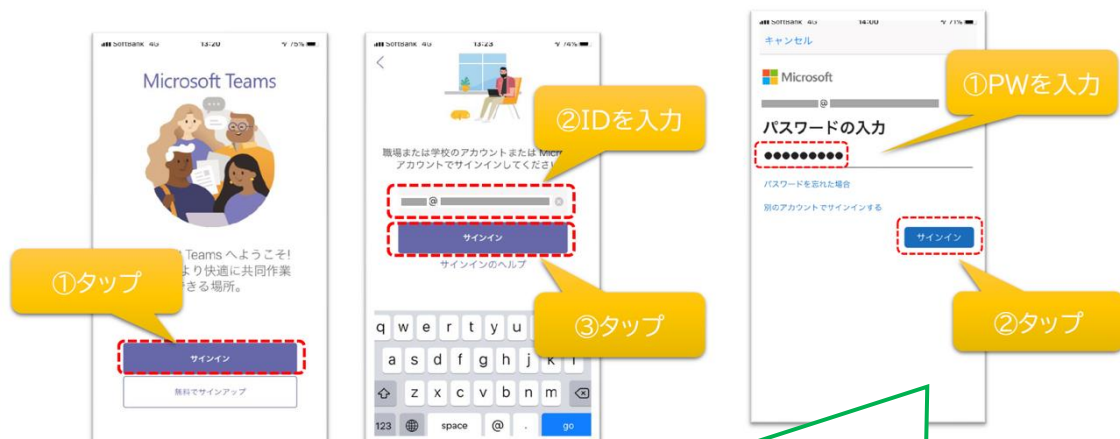 SoftBank 4G 13:20 75%
Microsoft Teams
Teams へようこそ!
より快適に共同作業
できる場所。
①タップ
サインイン
無料でサインアップ
SoftBank 4G 13:23 74%
職場または学校のアカウントまたは Micr
アカウントでサインインしてください
@
サインイン
サインインのヘルプ
②IDを入力
③タップ
q w e r t y u
a s d f g h j k l
z x c v b n m
123 space @ . go
SoftBank 4G 14:00 71%
キャンセル
Microsoft
@
パスワードの入力
●●●●●●●●●
パスワードを忘れた場合
別のアカウントでサインインする
サインイン
①PWを入力
②タップ